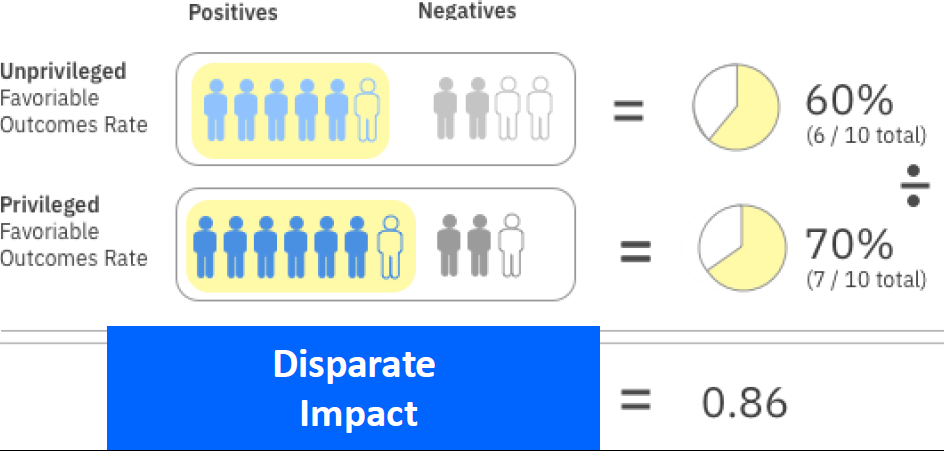 Positives
Negatives
Unprivileged
Favoriable
Outcomes Rate
=
60%
(6 / 10 total)
÷
Privileged
Favoriable
Outcomes Rate
=
70%
(7 / 10 total)
Disparate
Impact
=
0.86